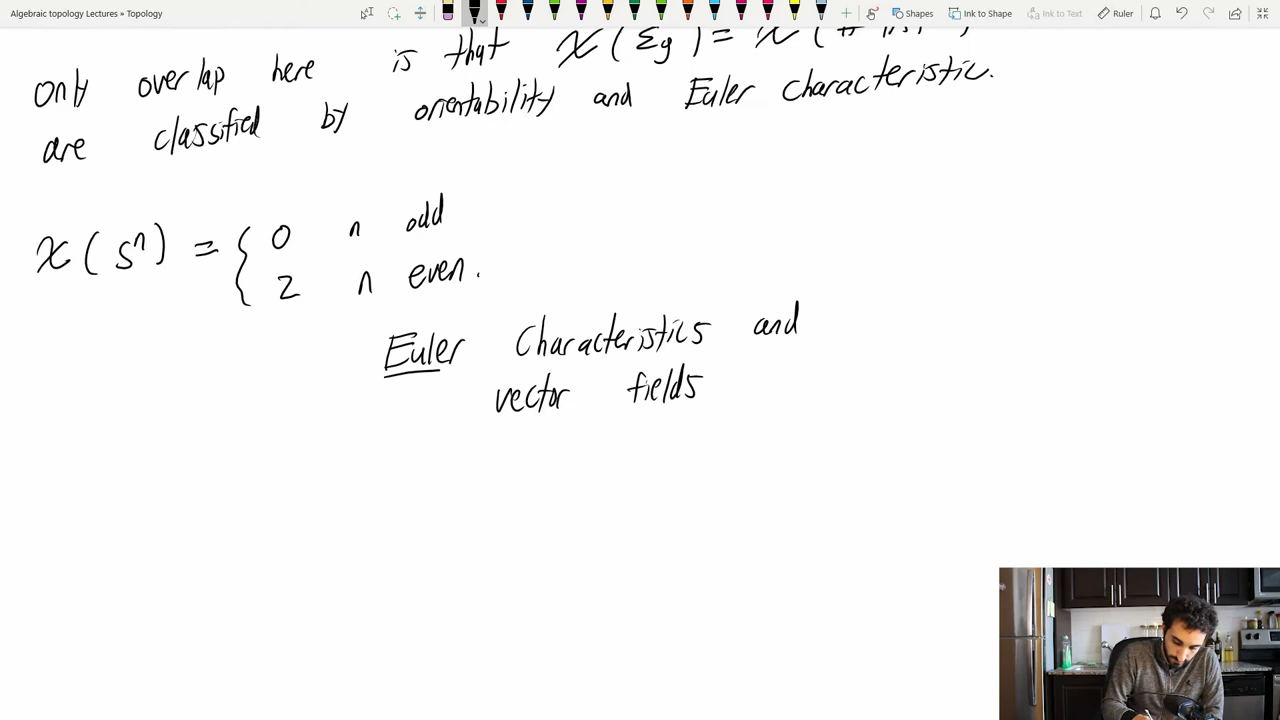 Algebraic topology Lectures » Topology
Shapes
Ink to Shape
Ink to Text
Ruler
only overlap here is that χ(Σg) = χ(#
are classified by orientability and Euler characteristic.
χ(Sⁿ) = { 0 n odd
2 n even.
Euler Characteristics and
vector fields